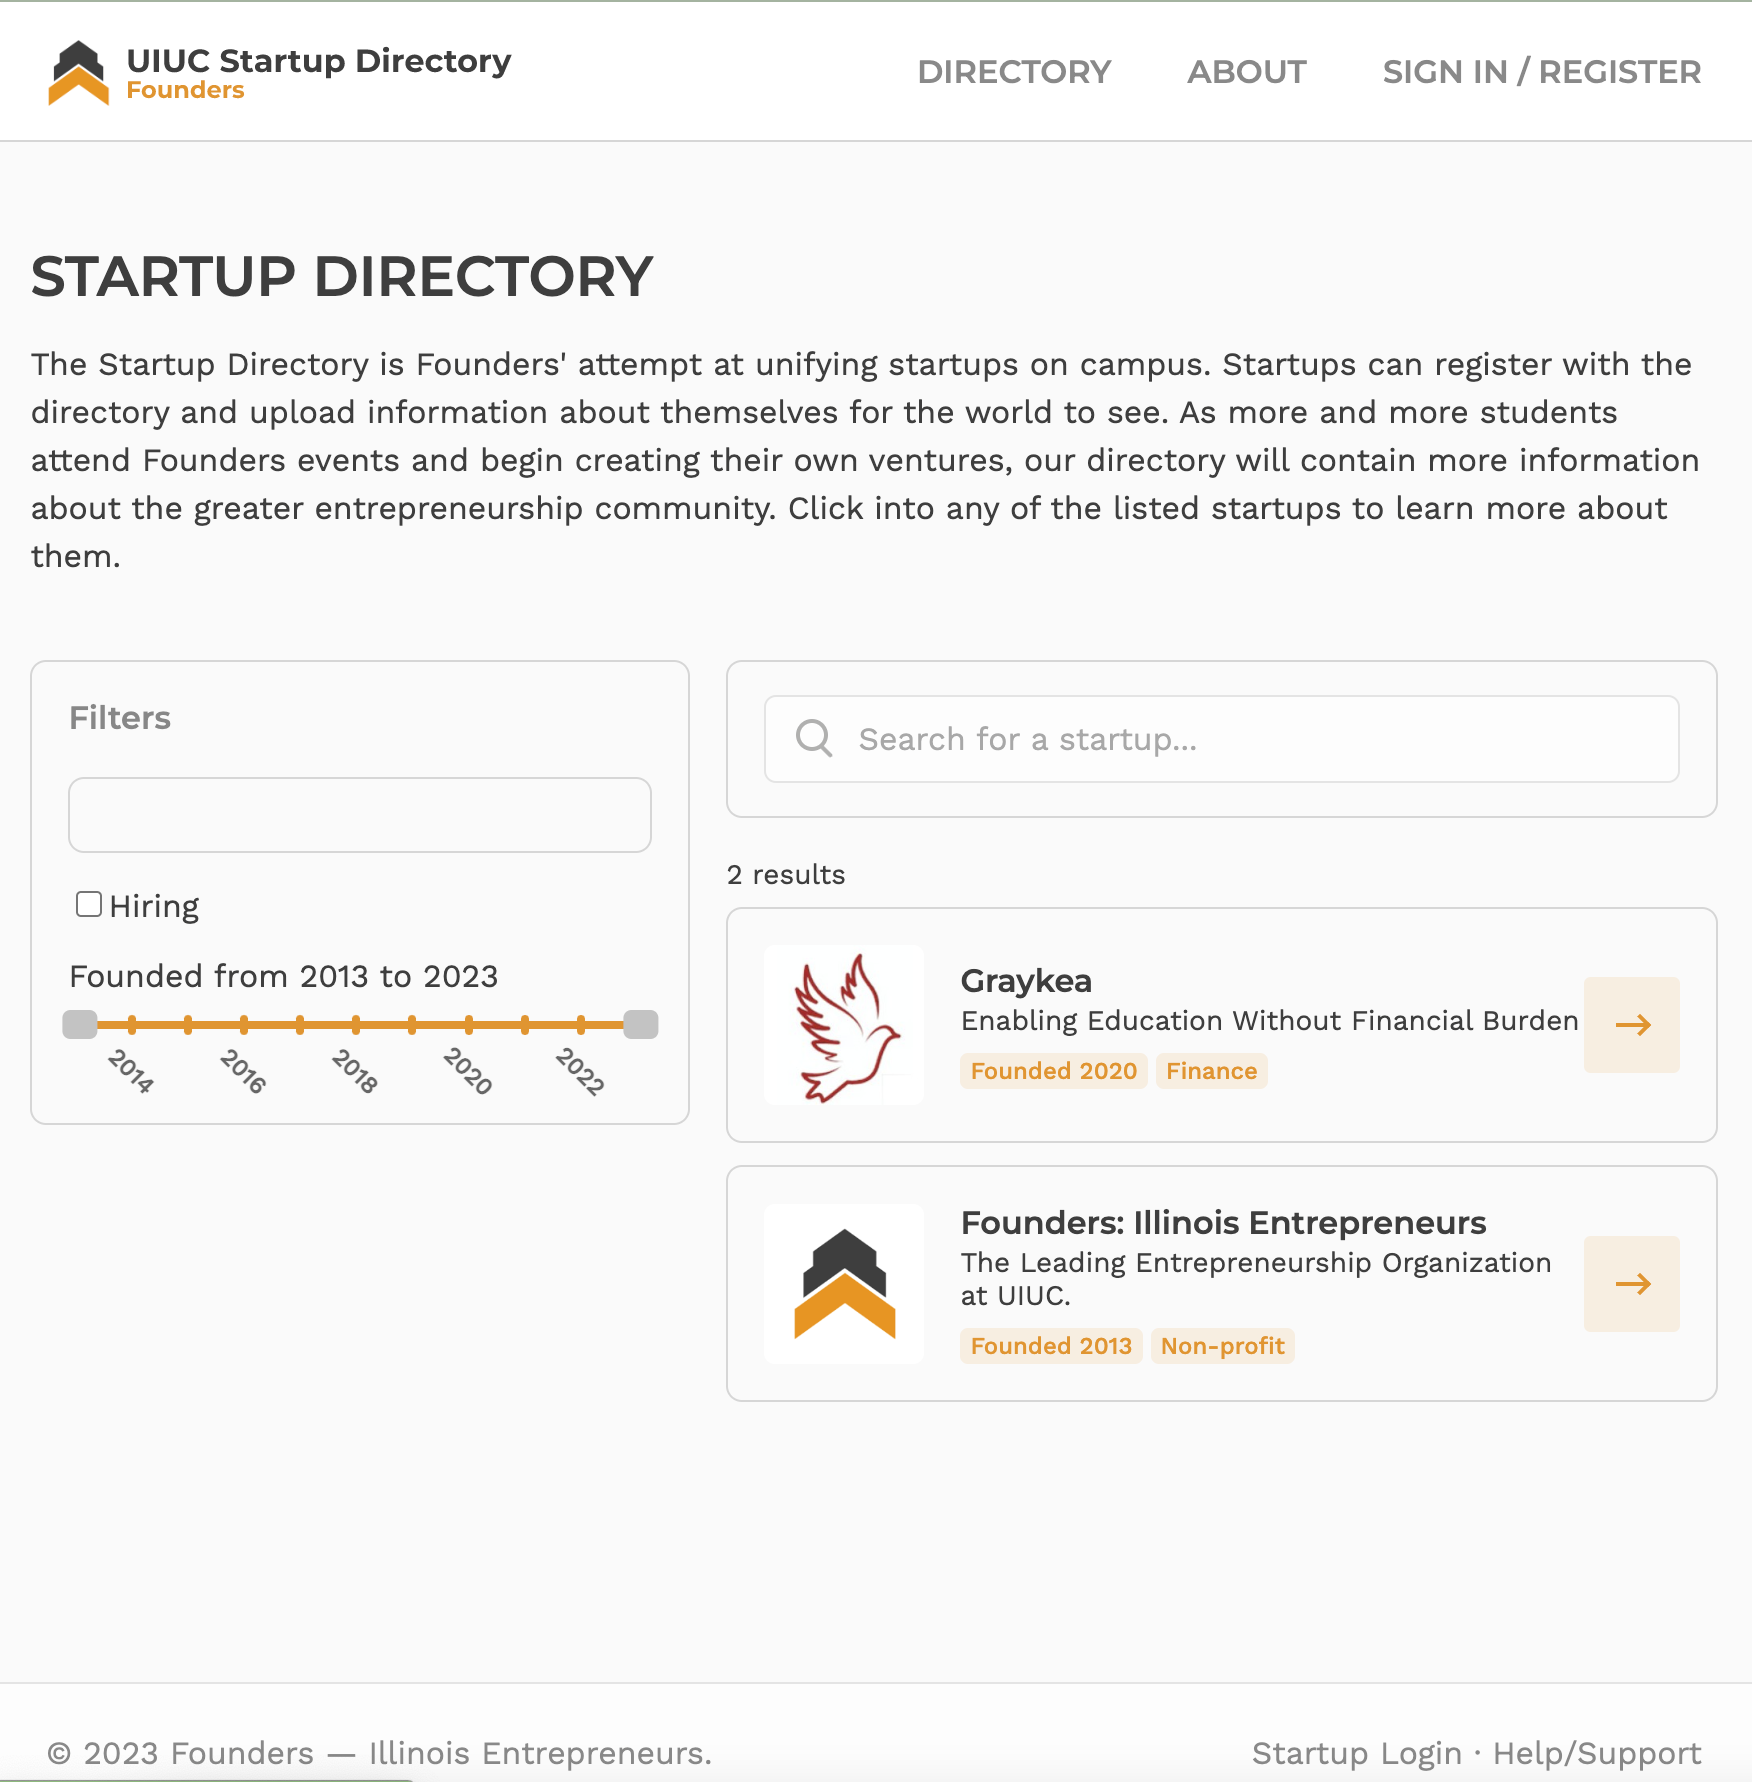 UIUC Startup Directory
Founders
DIRECTORY
ABOUT
SIGN IN / REGISTER
STARTUP DIRECTORY
The Startup Directory is Founders' attempt at unifying startups on campus. Startups can register with the
directory and upload information about themselves for the world to see. As more and more students
attend Founders events and begin creating their own ventures, our directory will contain more information
about the greater entrepreneurship community. Click into any of the listed startups to learn more about
them.
Filters
Hiring
Founded from 2013 to 2023
2014
2016
2018
2020
2022
Search for a startup...
2 results
Graykea
Enabling Education Without Financial Burden
Founded 2020
Finance
Founders: Illinois Entrepreneurs
The Leading Entrepreneurship Organization
at UIUC.
Founded 2013
Non-profit
© 2023 Founders — Illinois Entrepreneurs.
Startup Login · Help/Support